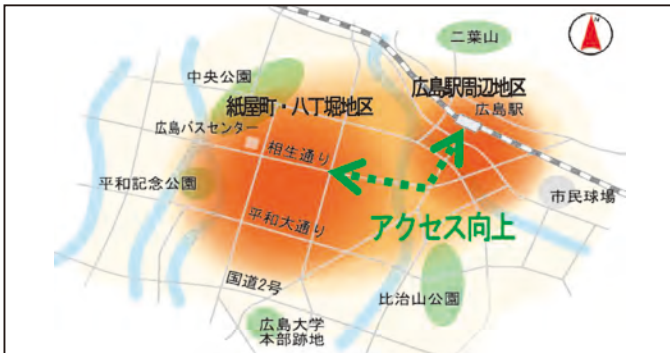 二葉山
N
中央公園
広島駅周辺地区
紙屋町・八丁堀地区
広島駅
広島バスセンター
相生通り
平和記念公園
市民球場
平和大通り
アクセス向上
国道2号
比治山公園
広島大学
本部跡地